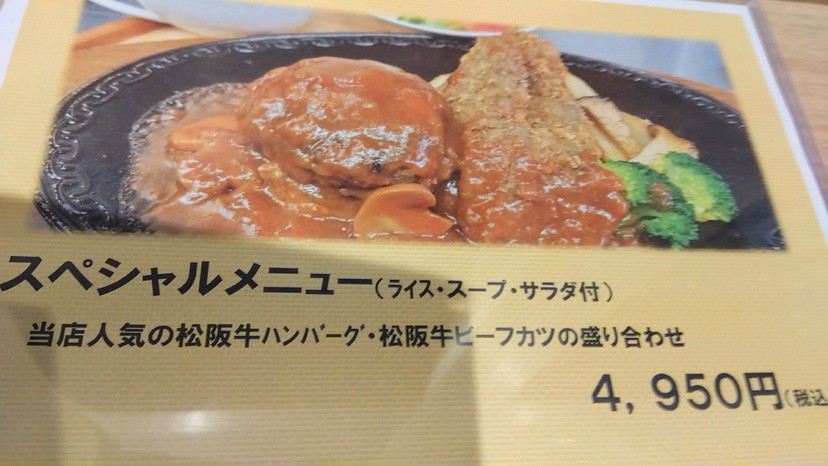 スペシャルメニュー(ライス・スープ・サラダ付)
当店人気の松阪牛ﾊﾝﾊﾞｰｸﾞ・松阪牛ビーフカツの盛り合わせ
4,950円(税込